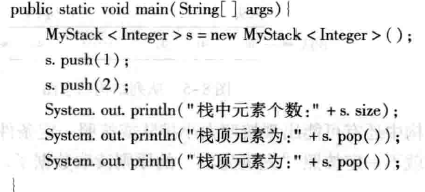 public static void main(String[ ] args){
MyStack < Integer > s = new MyStack < Integer > ( );
s. push(1);
s. push(2);
System. out. println("栈中元素个数:" + s. size);
System. out. println("栈顶元素为:" + s. pop( ));
System. out. println("栈顶元素为:" + s. pop( ));
}